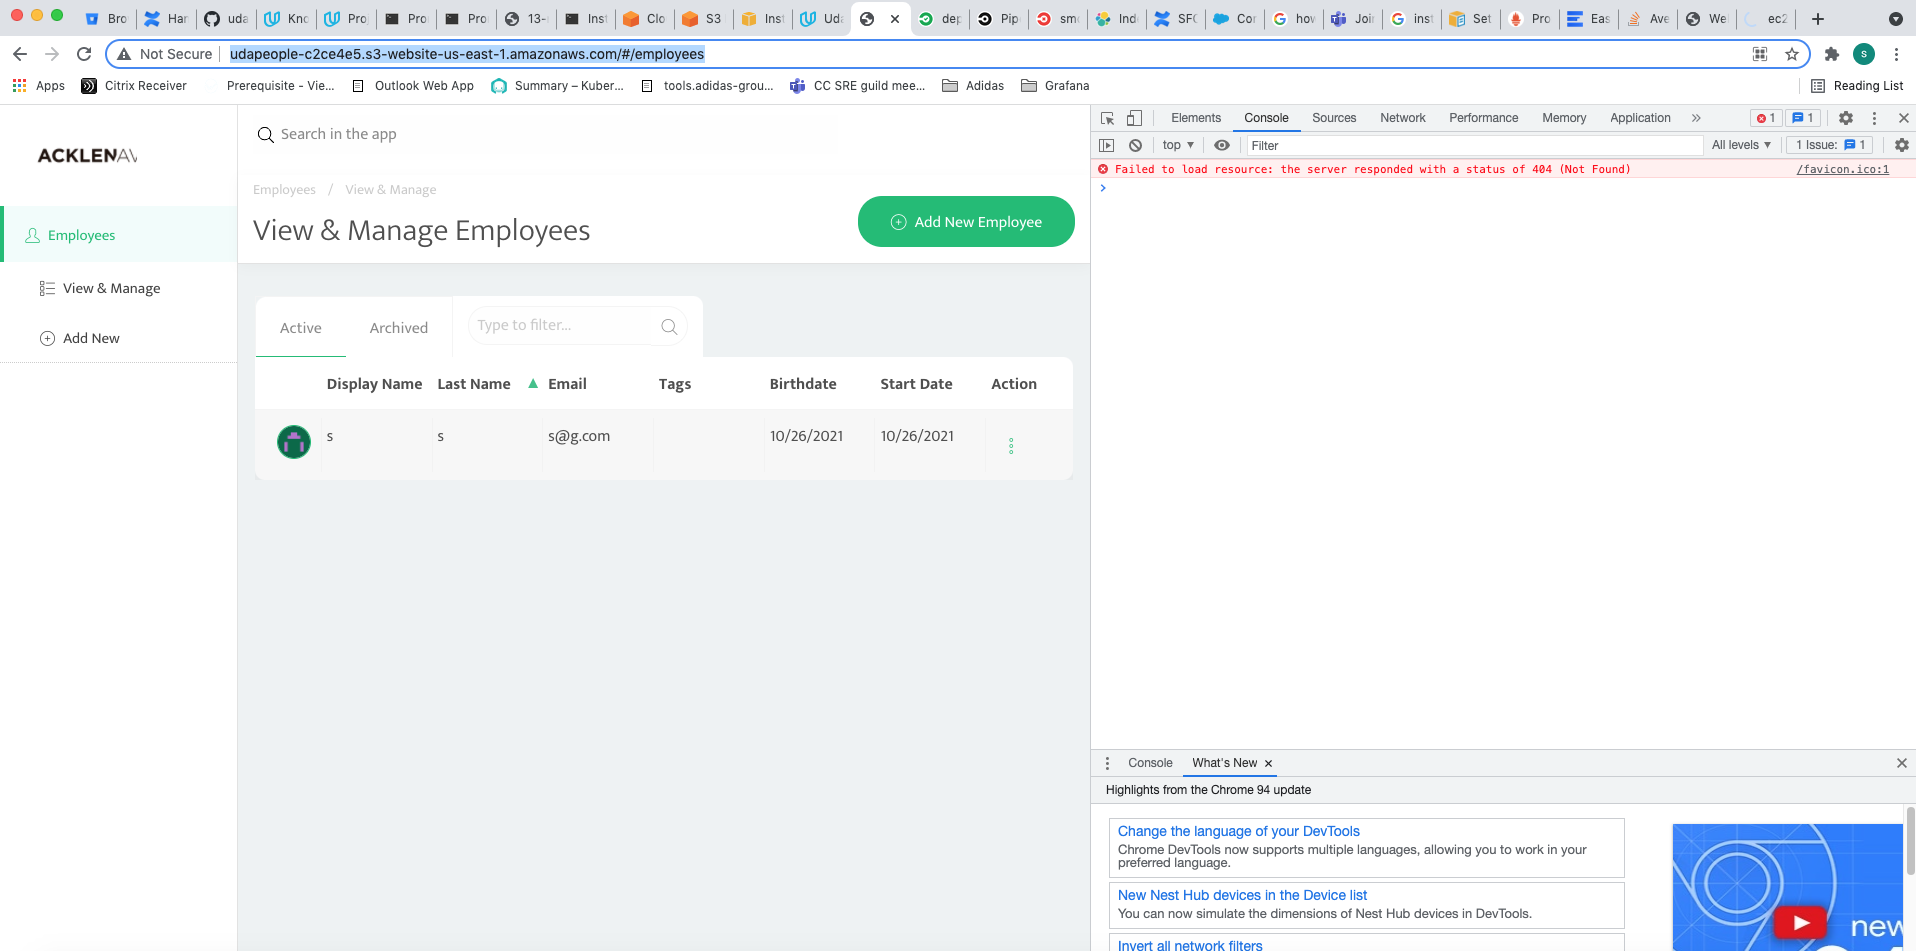 Bro Har uda Kno Proj Pro Pro 13- Inst Clo S3 Inst Uda dep Pip smo Inde SFC Cor how Join inst Set Pro Eas Ave We ec2
Not Secure udapeople-c2ce4e5.s3-website-us-east-1.amazonaws.com/#/employees S
Apps Citrix Receiver Prerequisite - Vie... Outlook Web App Summary – Kuber... tools.adidas-grou... CC SRE guild mee... Adidas Grafana Reading List
ACKLENAV
Employees
View & Manage
Add New
Search in the app
Employees / View & Manage
View & Manage Employees
Add New Employee
Active Archived Type to filter...
Display Name Last Name Email Tags Birthdate Start Date Action
s s s@g.com 10/26/2021 10/26/2021
Elements Console Sources Network Performance Memory Application » 1 1
top Filter All levels 1 Issue: 1
Failed to load resource: the server responded with a status of 404 (Not Found) /favicon.ico:1
Console What's New
Highlights from the Chrome 94 update
Change the language of your DevTools
Chrome DevTools now supports multiple languages, allowing you to work in your
preferred language.
New Nest Hub devices in the Device list
You can now simulate the dimensions of Nest Hub devices in DevTools.
Invert all network filters
new